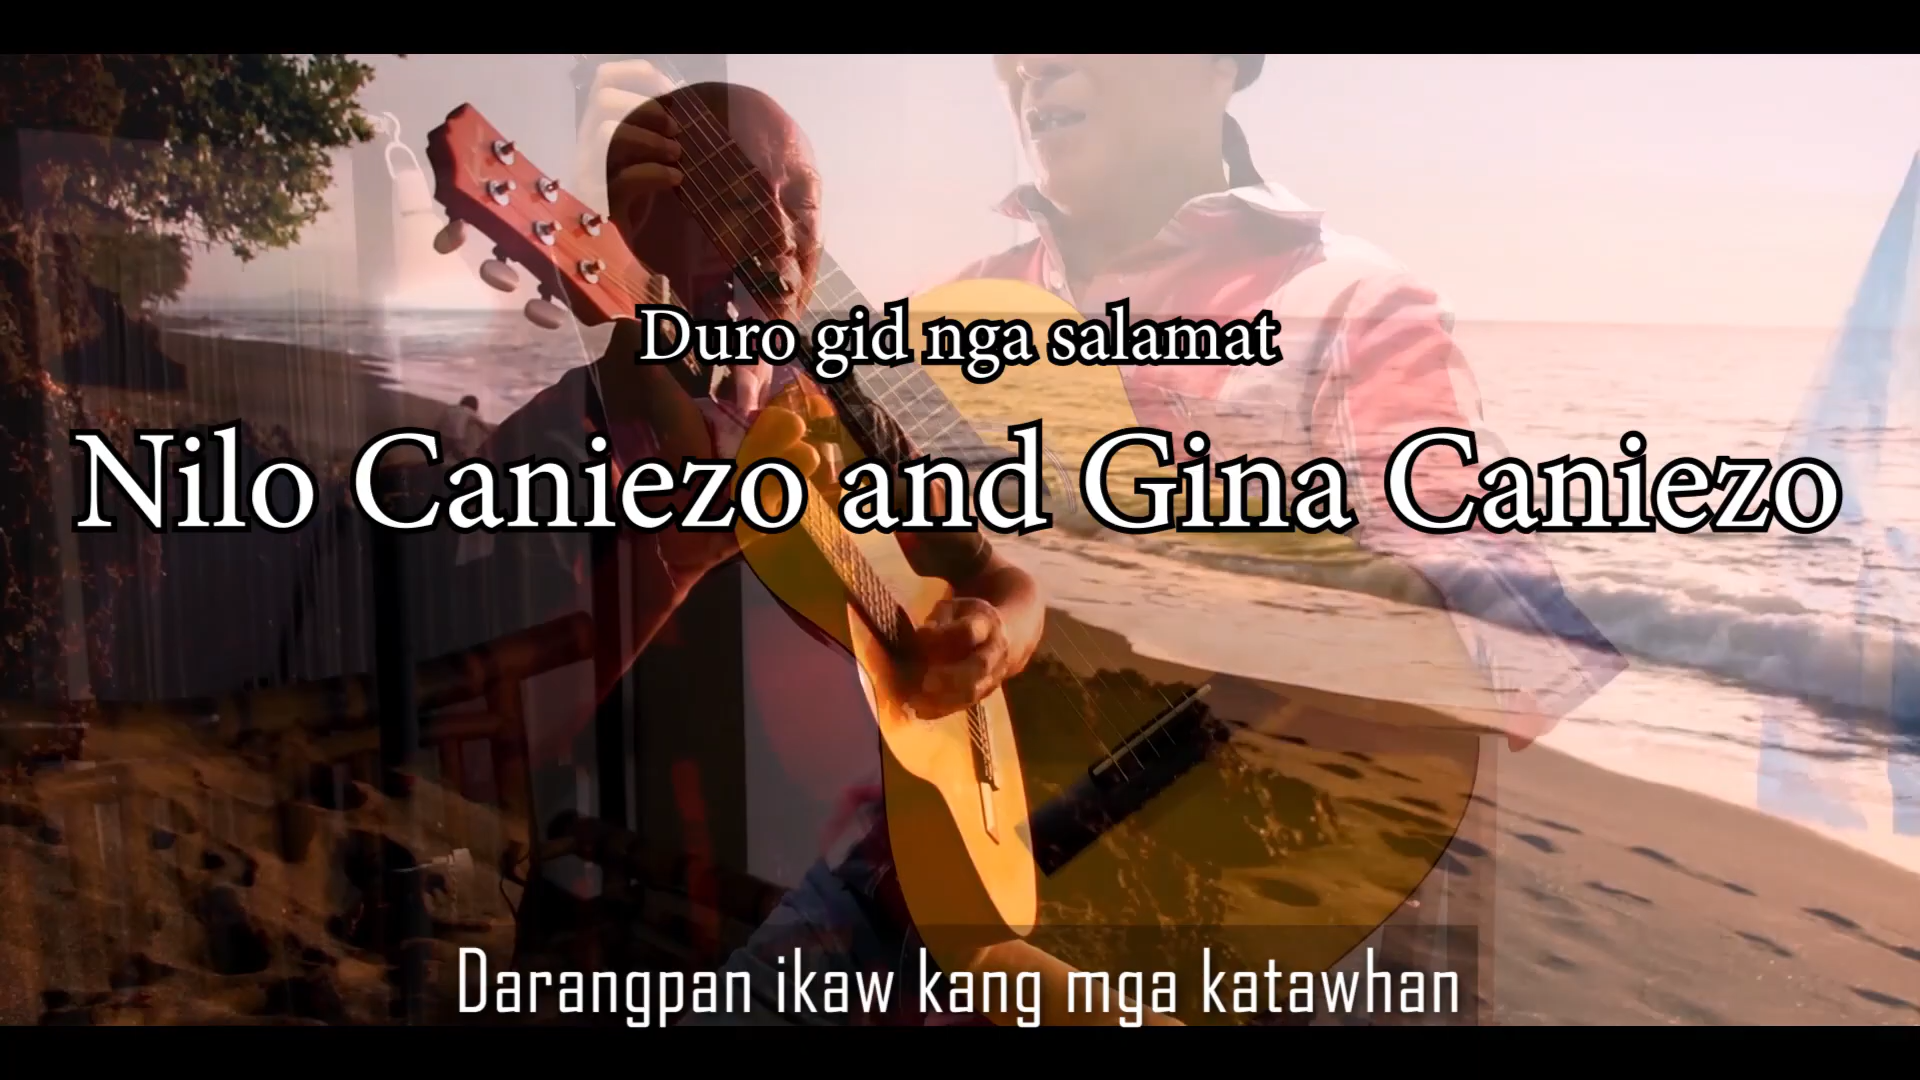 Duro gid nga salamat
Nilo Caniezo and Gina Caniezo
Darangpan ikaw kang mga katawhan